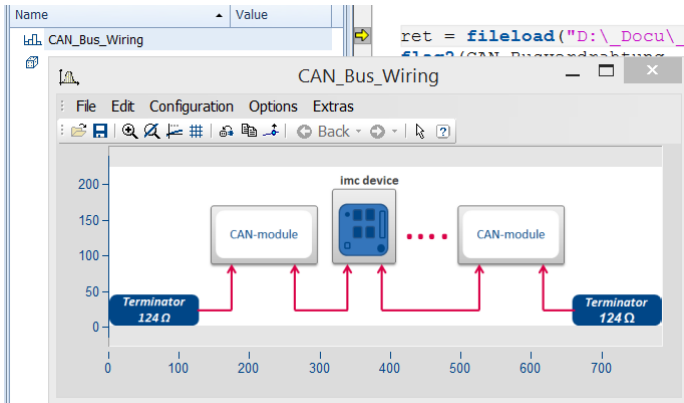 Name Value
CAN_Bus_Wiring
ret = fileload("D:\_Docu\_
CAN_Bus_Wiring
File Edit Configuration Options Extras
Back
200
imc device
150
CAN-module
CAN-module
100
50
Terminator
124 Ω
Terminator
124 Ω
0
0 100 200 300 400 500 600 700